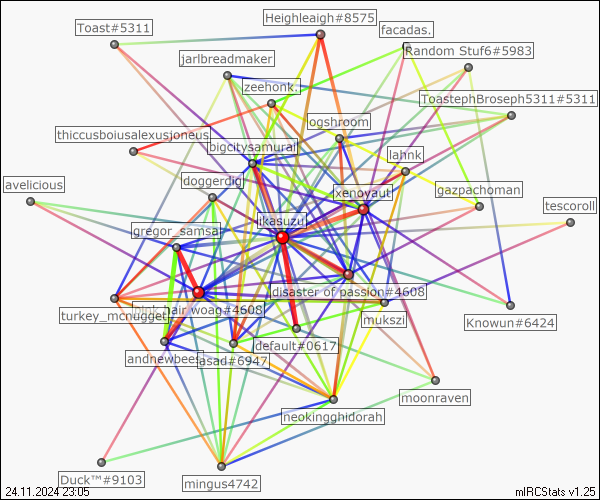 Toast#5311
Heighleaigh#8575
facadas.
Random Stuf6#5983
jarlbreadmaker
zeehonk.
ToastephBroseph5311#5311
ogshroom
thiccusboiusalexusjoneus
bigcitysamurai
lahnk
avelicious
doggerdig
xenoyaut
gazpachoman
ikasuzu
tescoroll
gregor_samsa
disaster of passion#4608
pink hair woag#4608
turkey_mcnugget
mukszi
Knowun#6424
default#0617
andnewbees
asad#6947
moonraven
neokingghidorah
Duck™#9103
mingus4742
24.11.2024 23:05
mIRCStats v1.25